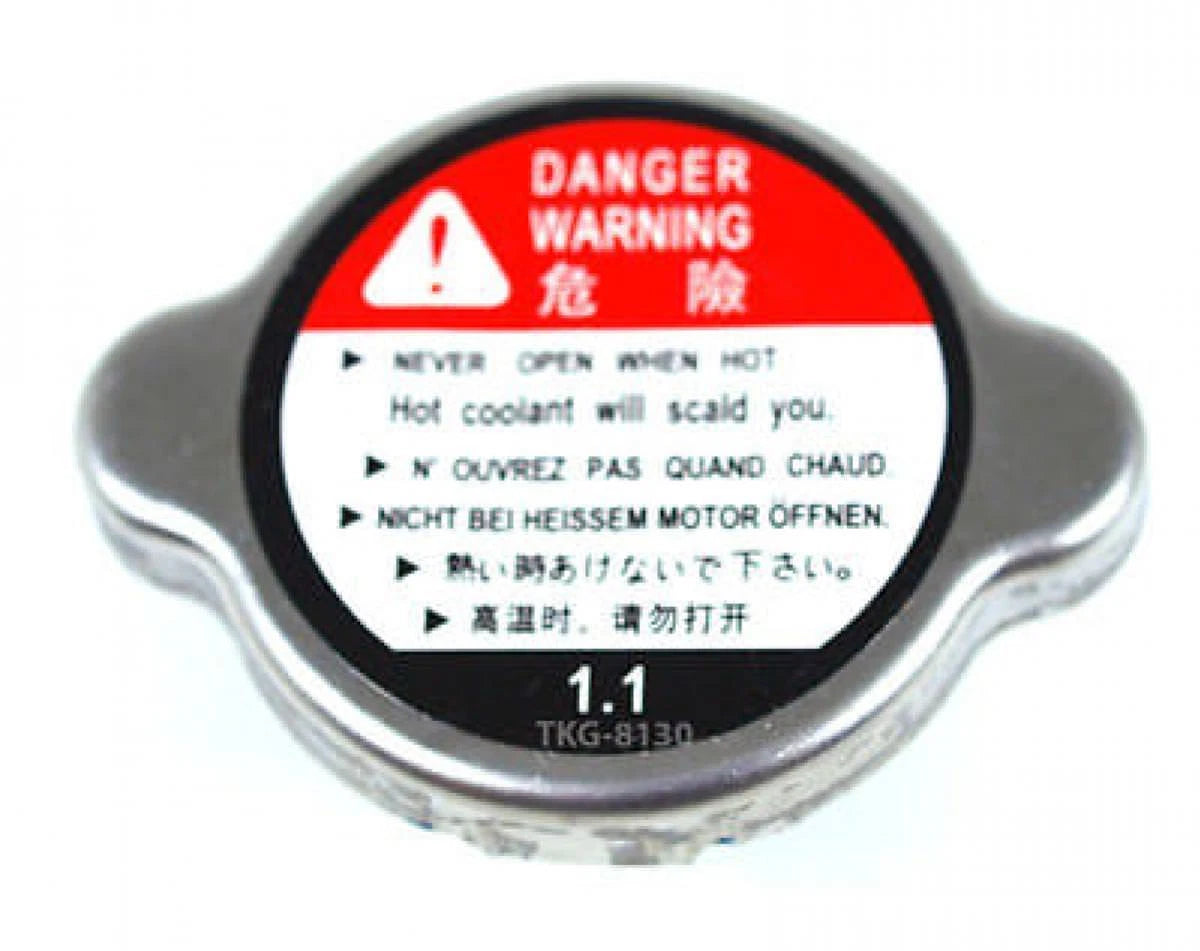 DANGER
WARNING
危 險
▶ NEVER OPEN WHEN HOT
Hot coolant will scald you.
▶ N' OUVREZ PAS QUAND CHAUD.
▶ NICHT BEI HEISSEM MOTOR ÖFFNEN.
▶ 熱い時あけないで下さい。
▶ 高温时，请勿打开
1.1
TKG-8130